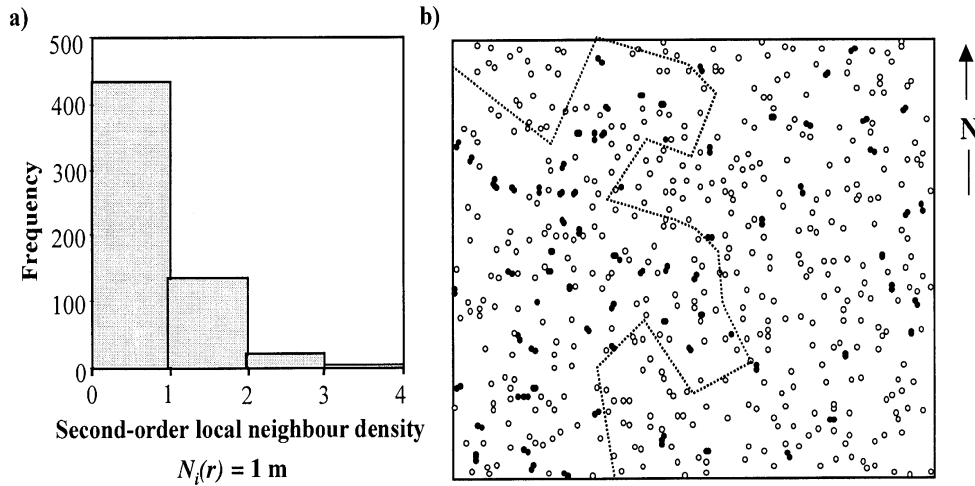 a)
500
400
300
200
100
0
Frequency
0 1 2 3 4
Second-order local neighbour density
N_i(r) = 1 m
b)
N